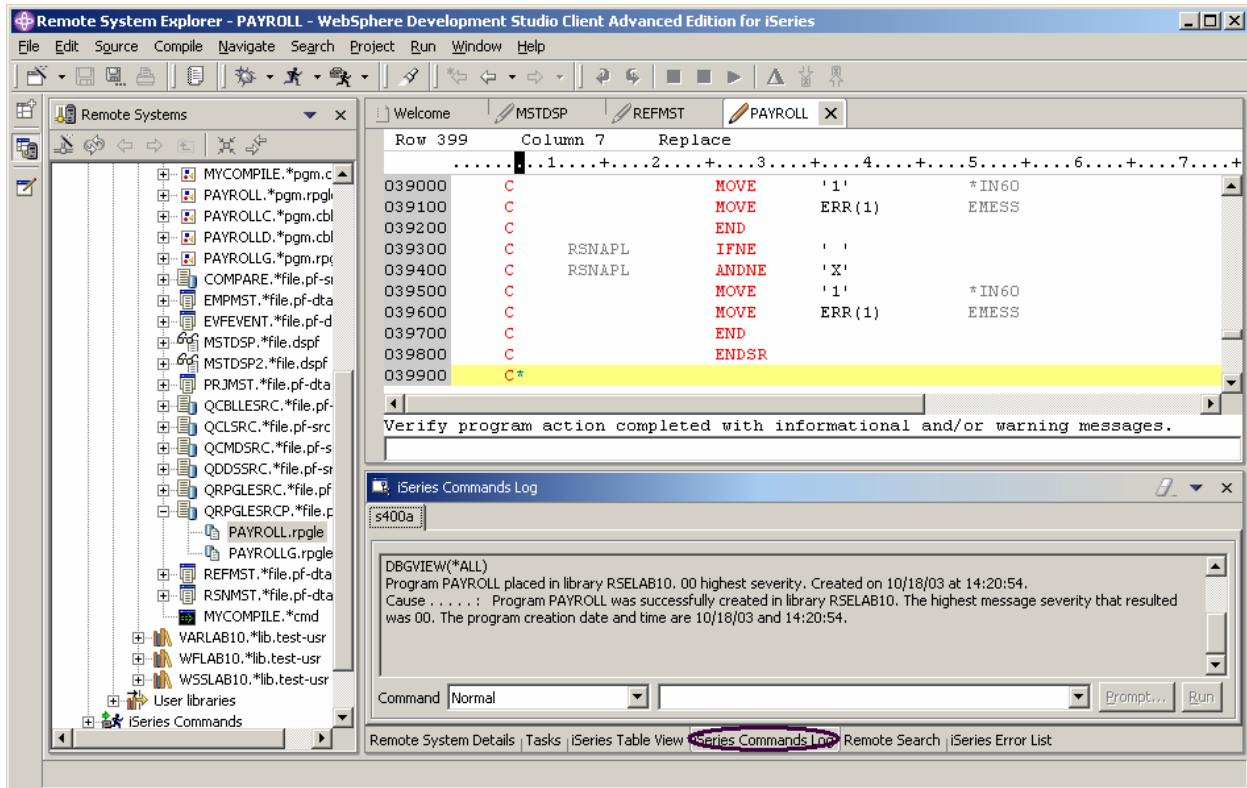 Remote System Explorer - PAYROLL - WebSphere Development Studio Client Advanced Edition for iSeries
File Edit Source Compile Navigate Search Project Run Window Help
Remote Systems
MYCOMPILE.*pgm.c
PAYROLL.*pgm.rpgl
PAYROLLC.*pgm.cbl
PAYROLLD.*pgm.cbl
PAYROLLG.*pgm.rpg
COMPARE.*file.pf-sr
EMPMST.*file.pf-dta
EVFEVENT.*file.pf-d
MSTDSP.*file.dspf
MSTDSP2.*file.dspf
PRJMST.*file.pf-dta
QCBLLESRC.*file.pf-
QCLSRC.*file.pf-src
QCMDSRC.*file.pf-s
QDDSSRC.*file.pf-sr
QRPGLESRC.*file.pf
QRPGLESRCP.*file.p
PAYROLL.rpgle
PAYROLLG.rpgle
REFMST.*file.pf-dta
RSNMST.*file.pf-dta
MYCOMPILE.*cmd
VARLAB10.*lib.test-usr
WFLAB10.*lib.test-usr
WSSLAB10.*lib.test-usr
User libraries
iSeries Commands
Welcome MSTDSP REFMST PAYROLL
Row 399 Column 7 Replace
.........1....+....2....+....3....+....4....+....5....+....6....+....7....+
039000 C MOVE '1' *IN60
039100 C MOVE ERR(1) EMESS
039200 C END
039300 C RSNAPL IFNE ' '
039400 C RSNAPL ANDNE 'X'
039500 C MOVE '1' *IN60
039600 C MOVE ERR(1) EMESS
039700 C END
039800 C ENDSR
039900 C*
Verify program action completed with informational and/or warning messages.
iSeries Commands Log
s400a
DBGVIEW(*ALL)
Program PAYROLL placed in library RSELAB10. 00 highest severity. Created on 10/18/03 at 14:20:54.
Cause . . . . . : Program PAYROLL was successfully created in library RSELAB10. The highest message severity that resulted
was 00. The program creation date and time are 10/18/03 and 14:20:54.
Command Normal Prompt... Run
Remote System Details Tasks iSeries Table View iSeries Commands Log Remote Search iSeries Error List